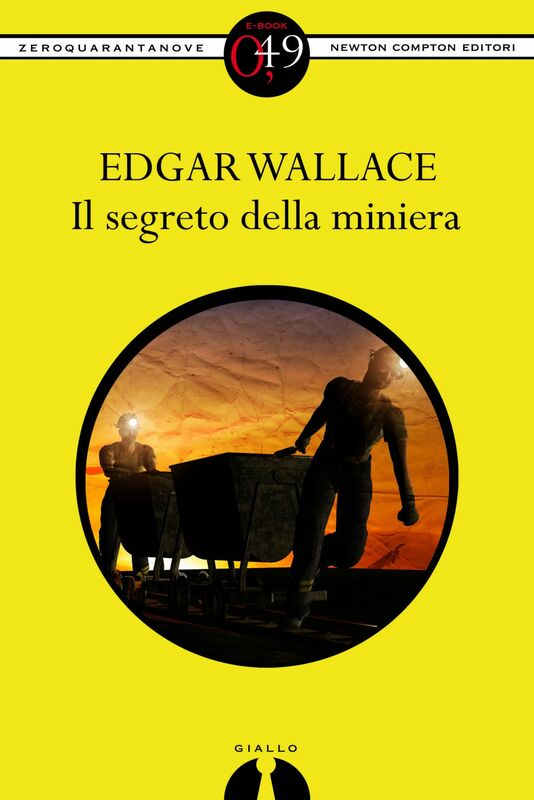 E-BOOK
ZEROQUARANTANOVE 0,49 NEWTON COMPTON EDITORI
EDGAR WALLACE
Il segreto della miniera
GIALLO